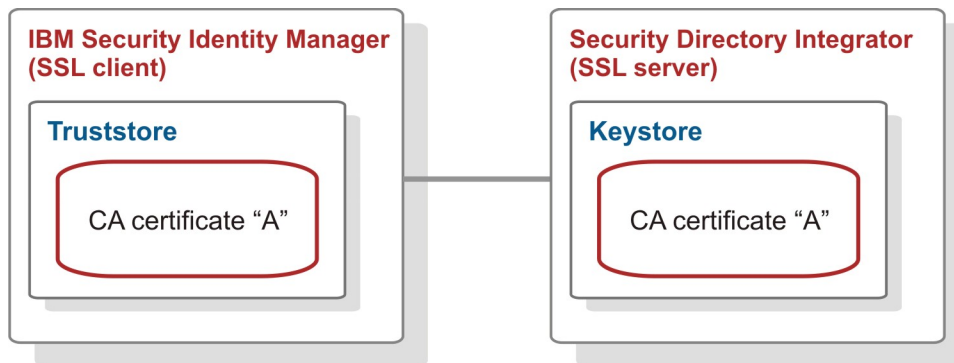 IBM Security Identity Manager
(SSL client)
Truststore
CA certificate “A”
Security Directory Integrator
(SSL server)
Keystore
CA certificate “A”